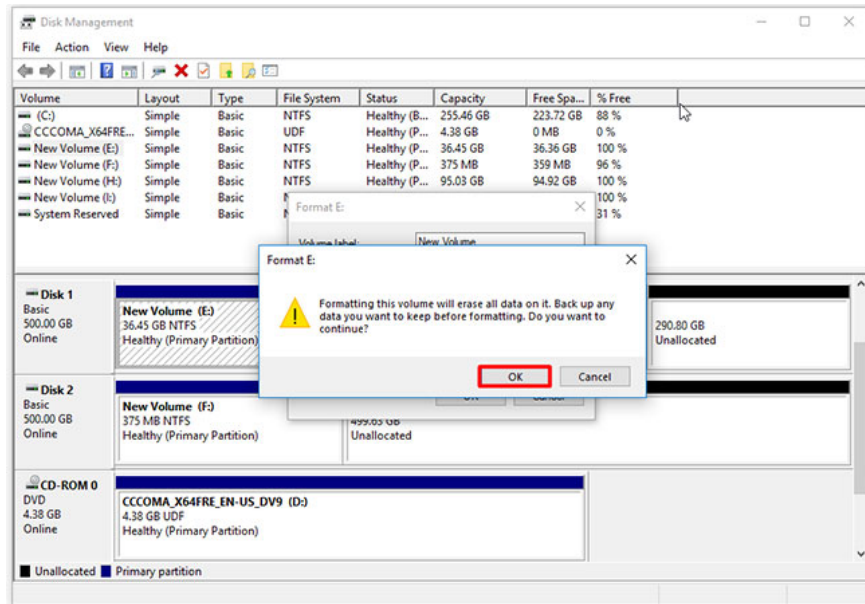 Disk Management
File Action View Help
Volume Layout Type File System Status Capacity Free Spa... % Free
(C:) Simple Basic NTFS Healthy (B... 255.46 GB 223.72 GB 88 %
CCCOMA_X64FRE... Simple Basic UDF Healthy (P... 4.38 GB 0 MB 0 %
New Volume (E:) Simple Basic NTFS Healthy (P... 36.45 GB 36.36 GB 100 %
New Volume (F:) Simple Basic NTFS Healthy (P... 375 MB 359 MB 96 %
New Volume (H:) Simple Basic NTFS Healthy (P... 95.03 GB 94.92 GB 100 %
New Volume (I:) Simple Basic 100 %
System Reserved Simple Basic 31 %
Format E:
Volume label: New Volume
Format E:
Formatting this volume will erase all data on it. Back up any
data you want to keep before formatting. Do you want to
continue?
OK Cancel
Disk 1
Basic
500.00 GB
Online
New Volume (E:)
36.45 GB NTFS
Healthy (Primary Partition)
290.80 GB
Unallocated
Disk 2
Basic
500.00 GB
Online
New Volume (F:)
375 MB NTFS
Healthy (Primary Partition)
499.63 GB
Unallocated
CD-ROM 0
DVD
4.38 GB
Online
CCCOMA_X64FRE_EN-US_DV9 (D:)
4.38 GB UDF
Healthy (Primary Partition)
Unallocated Primary partition